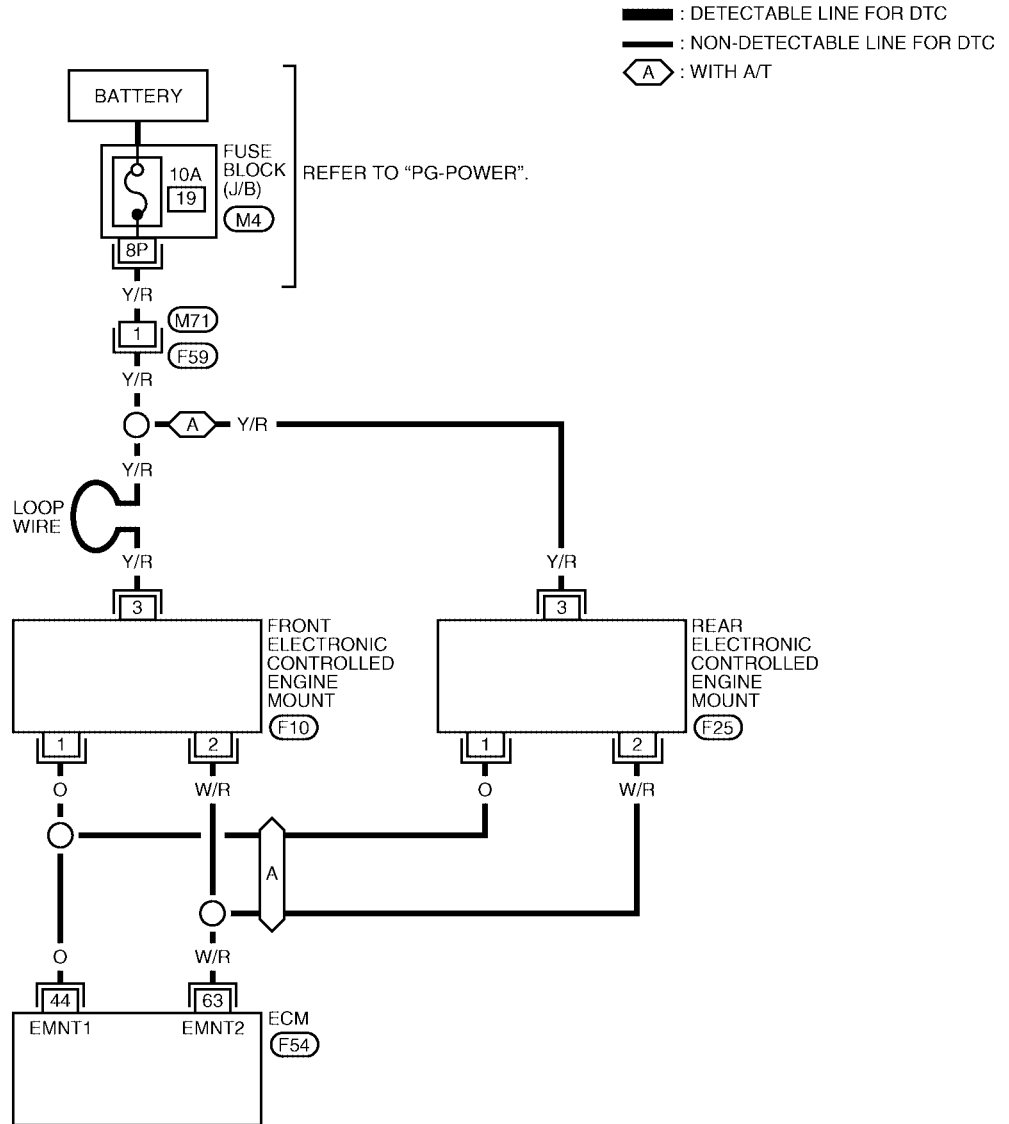 : DETECTABLE LINE FOR DTC
: NON-DETECTABLE LINE FOR DTC
A : WITH A/T
BATTERY
FUSE
BLOCK
(J/B)
10A
19
M4
REFER TO “PG-POWER”.
8P
Y/R
1
M71
F59
Y/R
A
Y/R
Y/R
LOOP
WIRE
Y/R
Y/R
3
3
FRONT
ELECTRONIC
CONTROLLED
ENGINE
MOUNT
F10
REAR
ELECTRONIC
CONTROLLED
ENGINE
MOUNT
F25
1
2
1
2
O
W/R
O
W/R
A
O
W/R
44
63
EMNT1
EMNT2
ECM
F54